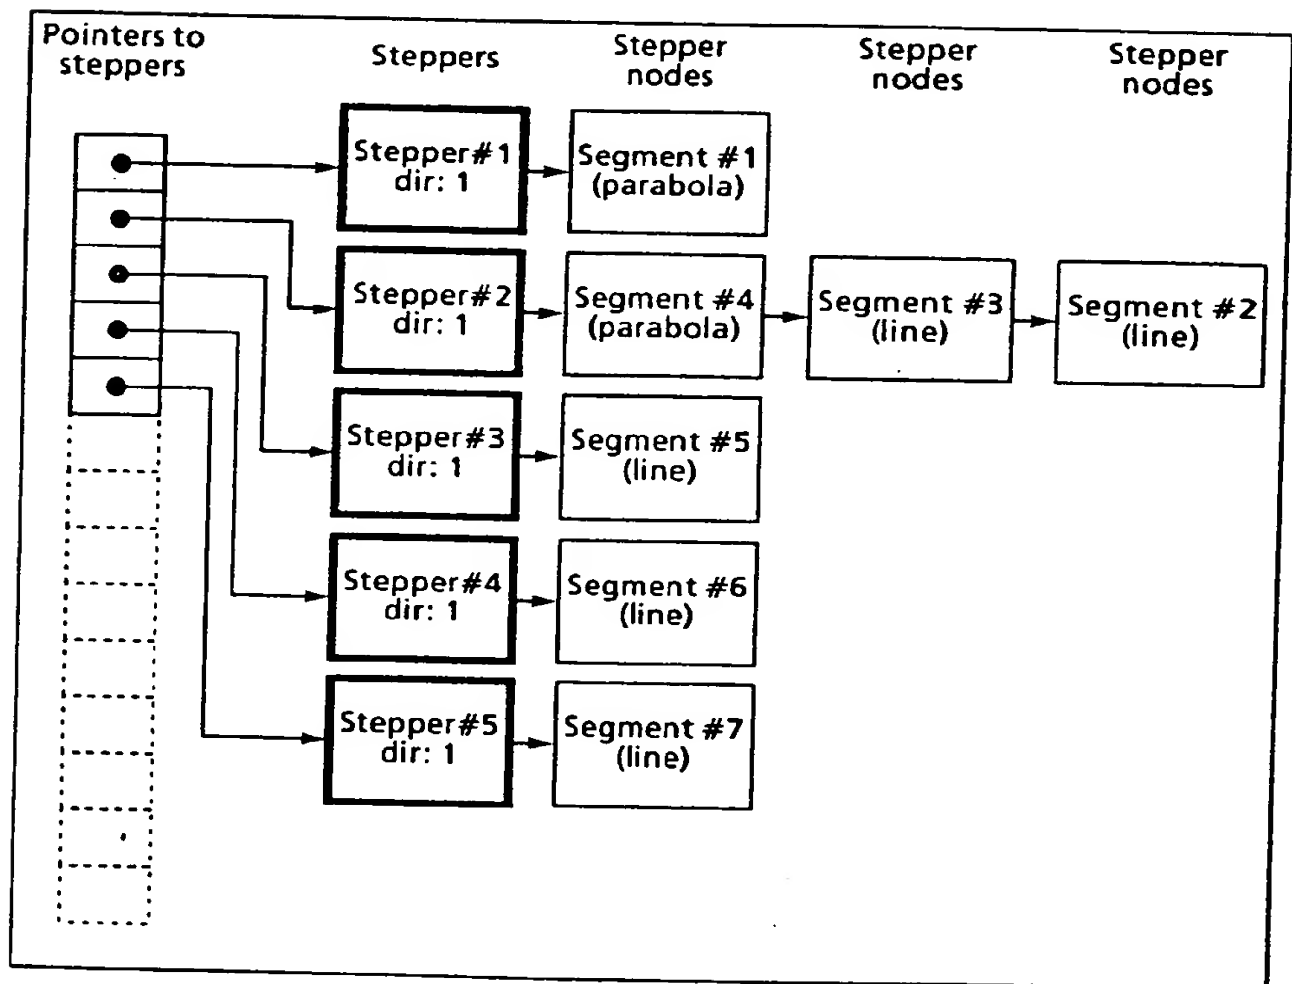 Pointers to
steppers
Steppers
Stepper
nodes
Stepper
nodes
Stepper
nodes
Stepper#1
dir: 1
Segment #1
(parabola)
Stepper#2
dir: 1
Segment #4
(parabola)
Segment #3
(line)
Segment #2
(line)
Stepper#3
dir: 1
Segment #5
(line)
Stepper#4
dir: 1
Segment #6
(line)
Stepper#5
dir: 1
Segment #7
(line)